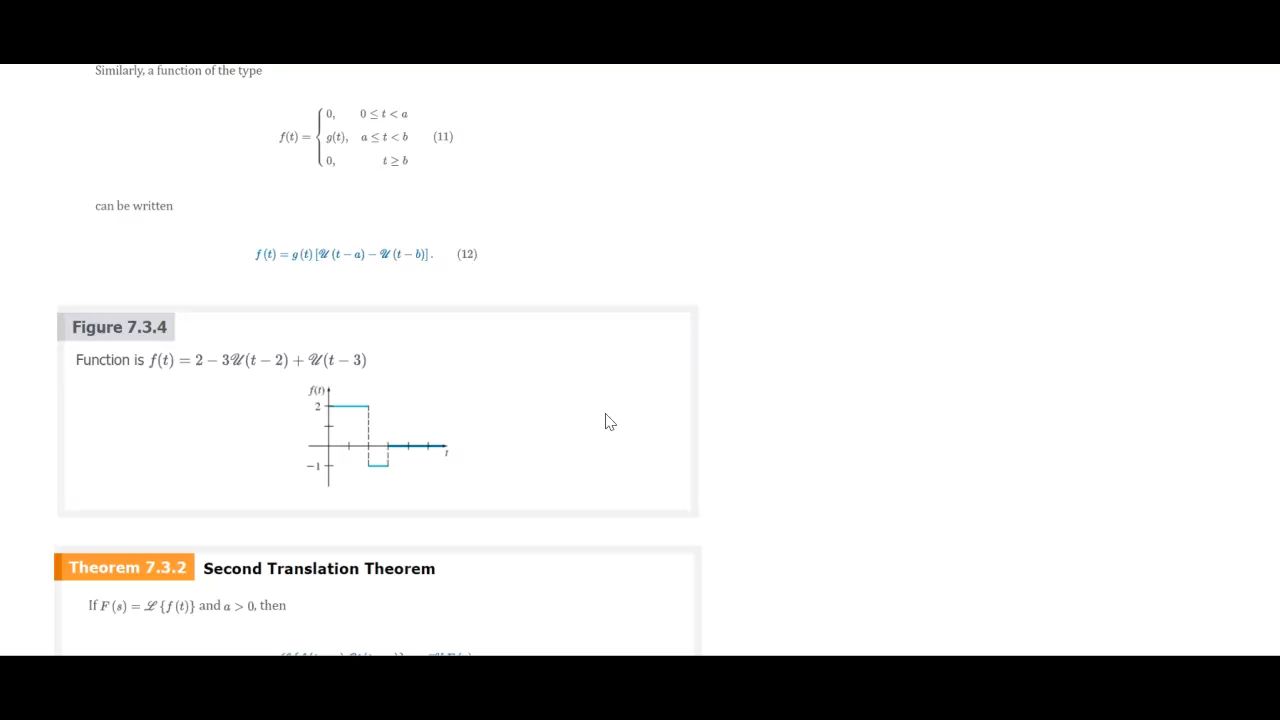 Similarly, a function of the type
f(t) = { 0, 0 ≤ t < a
g(t), a ≤ t < b (11)
0, t ≥ b
can be written
f(t) = g(t)[𝒰(t − a) − 𝒰(t − b)]. (12)
Figure 7.3.4
Function is f(t) = 2 − 3𝒰(t − 2) + 𝒰(t − 3)
f(t)
2
t
−1
Theorem 7.3.2 Second Translation Theorem
If F(s) = ℒ{f(t)} and a > 0, then